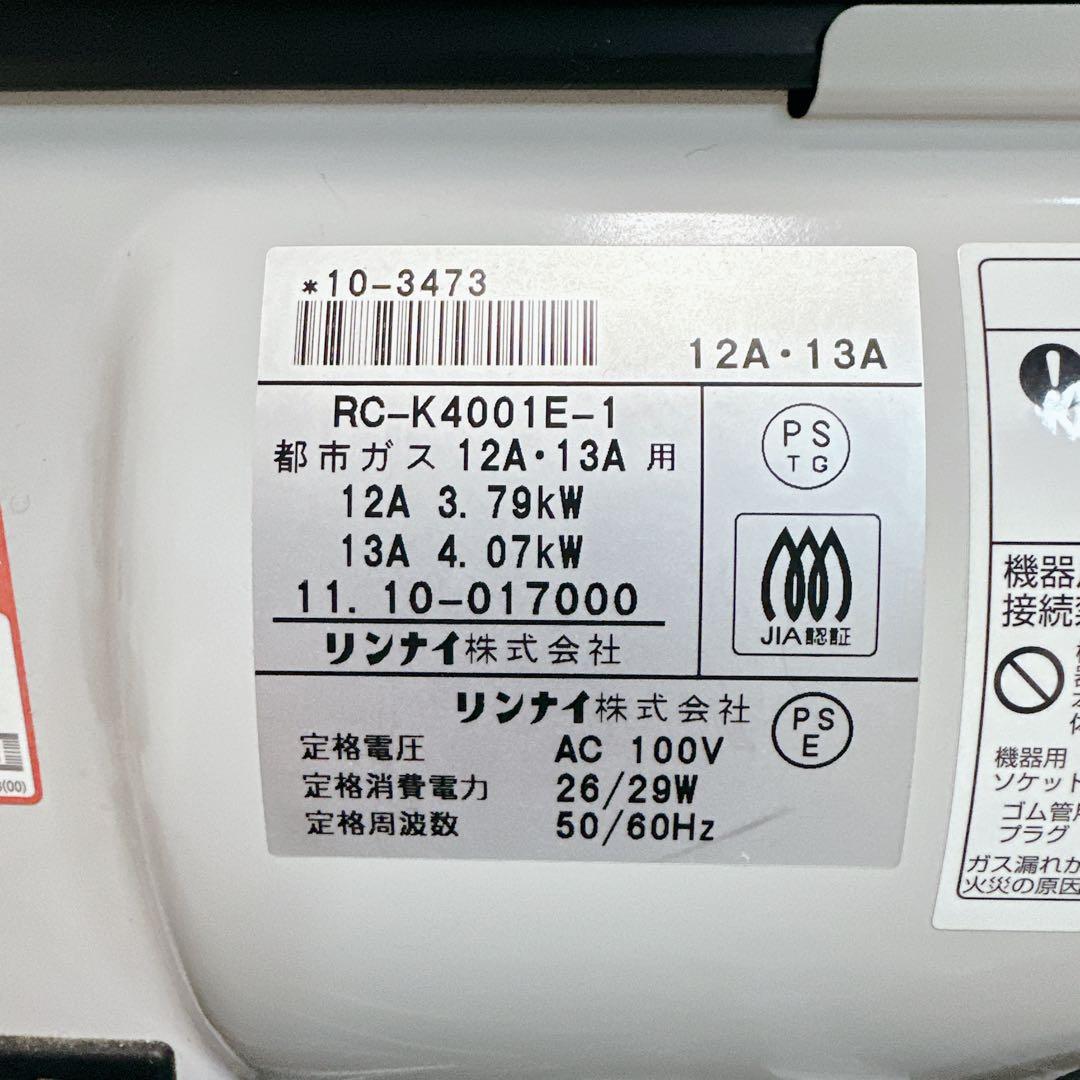 *10-3473
12A・13A
RC-K4001E-1
都市ガス 12A・13A 用
12A 3.79kW
13A 4.07kW
11.10-017000
リンナイ株式会社
PS
TG
JIA認証
リンナイ株式会社
PS
E
定格電圧 AC 100V
定格消費電力 26/29W
定格周波数 50/60Hz
機器
接続
機器用
ソケット
ゴム管用
プラグ
ガス漏れ
火災の原因
(00)